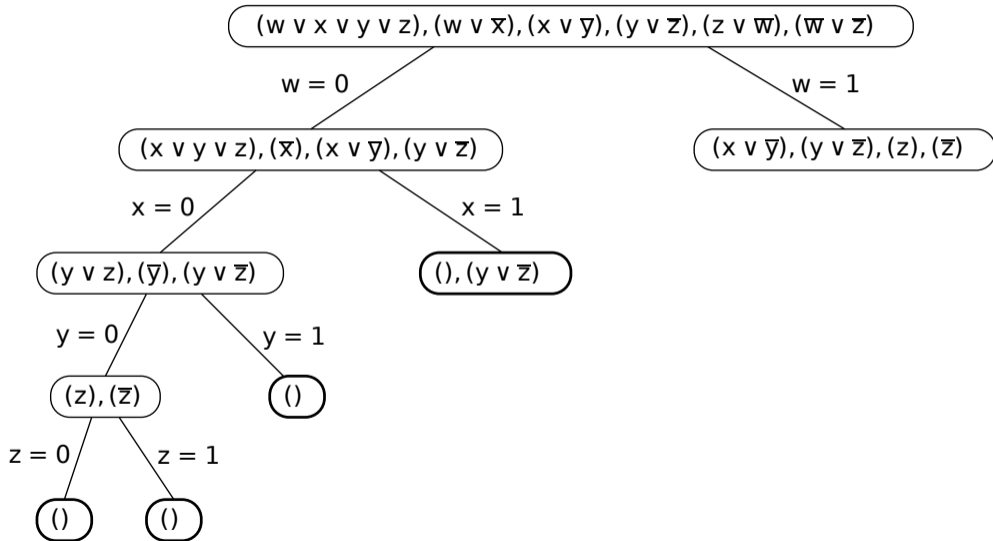 (w ∨ x ∨ y ∨ z), (w ∨ x̅), (x ∨ y̅), (y ∨ z̅), (z ∨ w̅), (w̅ ∨ z̅)
w = 0 w = 1
(x ∨ y ∨ z), (x̅), (x ∨ y̅), (y ∨ z̅) (x ∨ y̅), (y ∨ z̅), (z), (z̅)
x = 0 x = 1
(y ∨ z), (y̅), (y ∨ z̅) (), (y ∨ z̅)
y = 0 y = 1
(z), (z̅) ()
z = 0 z = 1
() ()